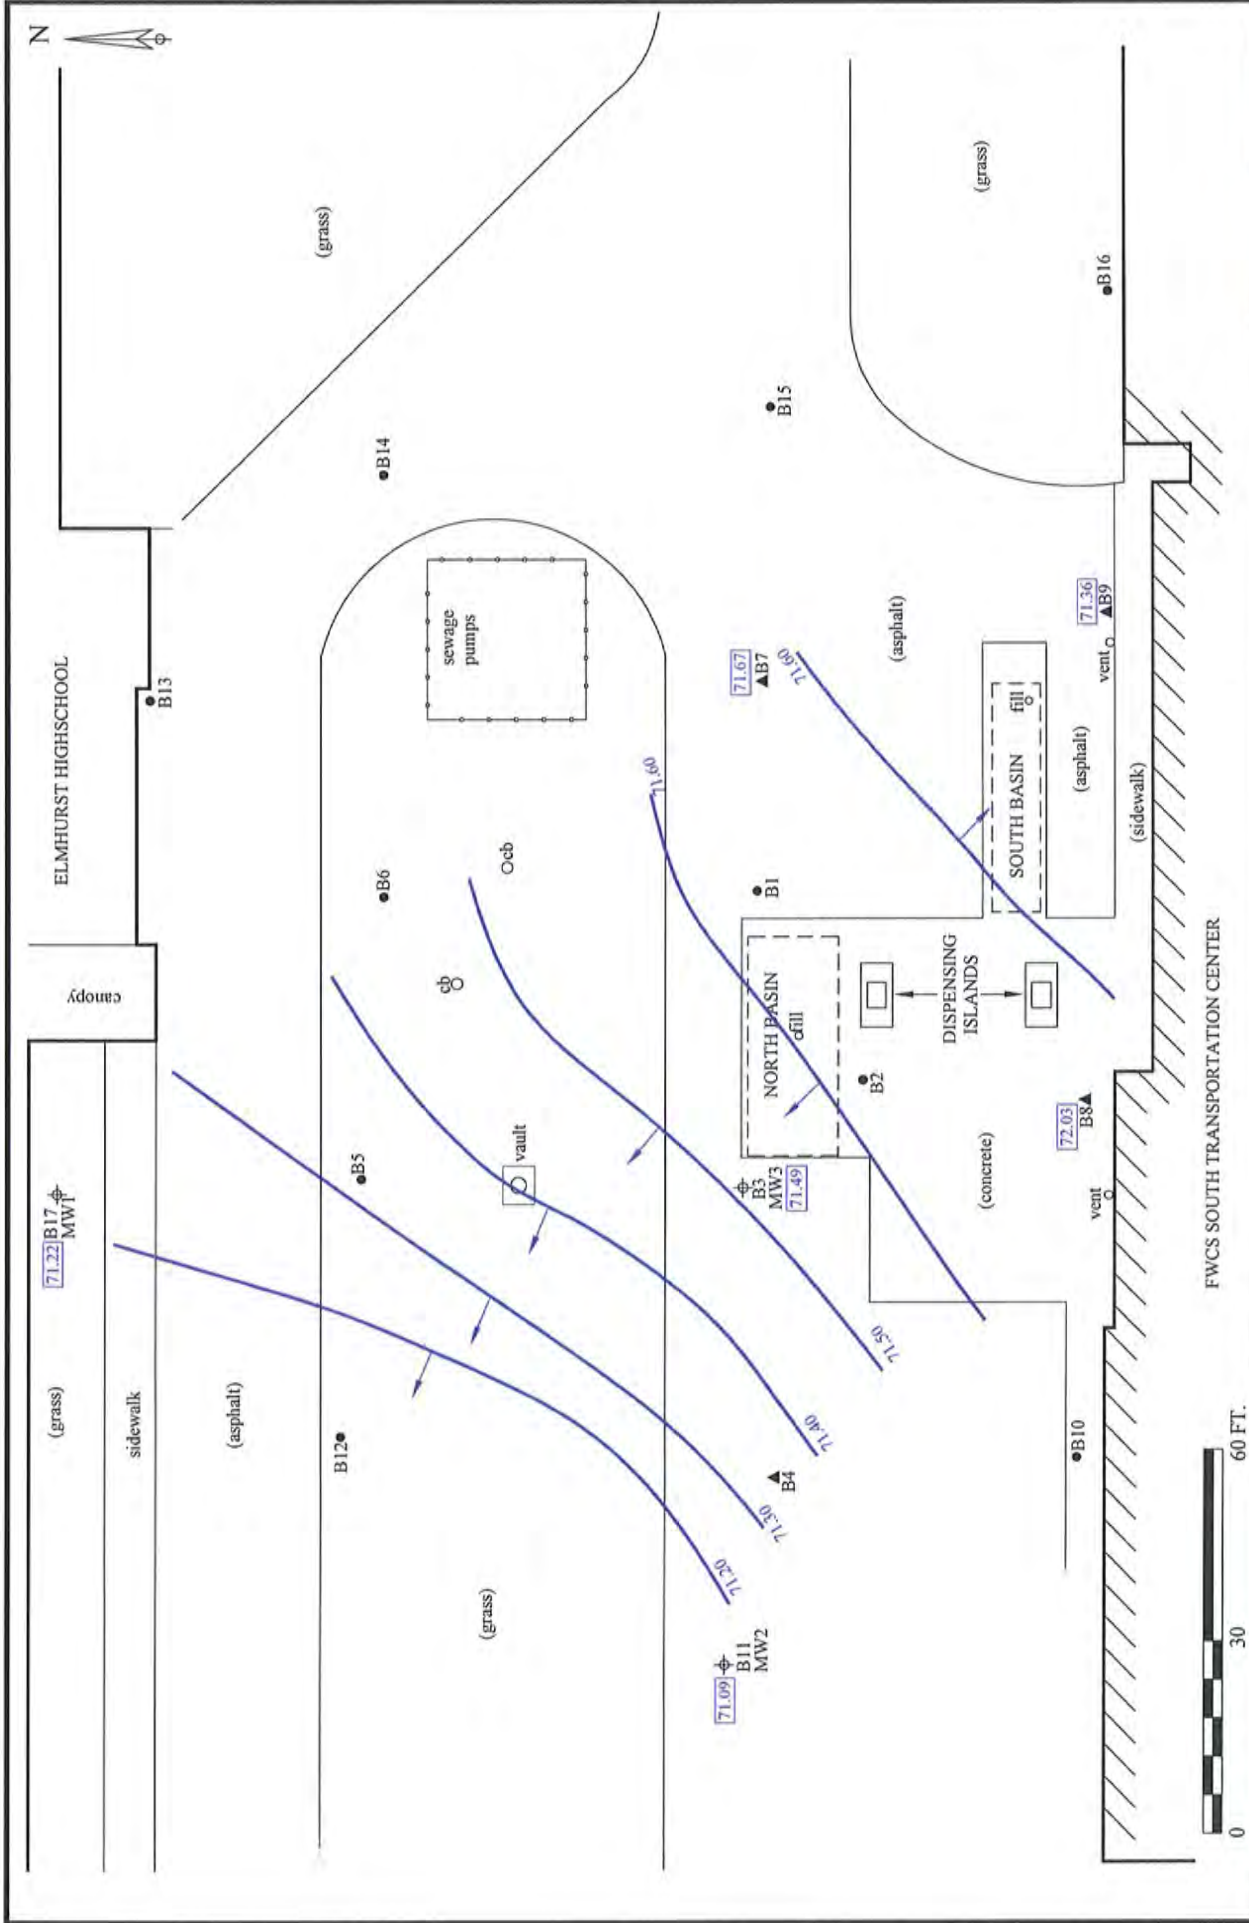 N
ELMHURST HIGHSCHOOL
canopy
71.22
B17
MW1
(grass)
sidewalk
(asphalt)
B13
(grass)
B14
sewage
pumps
B6
cb
cb
vault
B5
B12
(grass)
71.20
71.30
71.40
71.50
71.60
71.60
71.67
B7
B15
(grass)
B16
(asphalt)
71.36
B9
vent
fill
SOUTH BASIN
(asphalt)
(sidewalk)
B1
NORTH BASIN
fill
DISPENSING
ISLANDS
B2
B3
MW3
71.49
72.03
B8
vent
(concrete)
B4
B10
71.09
B11
MW2
FWCS SOUTH TRANSPORTATION CENTER
0
30
60 FT.